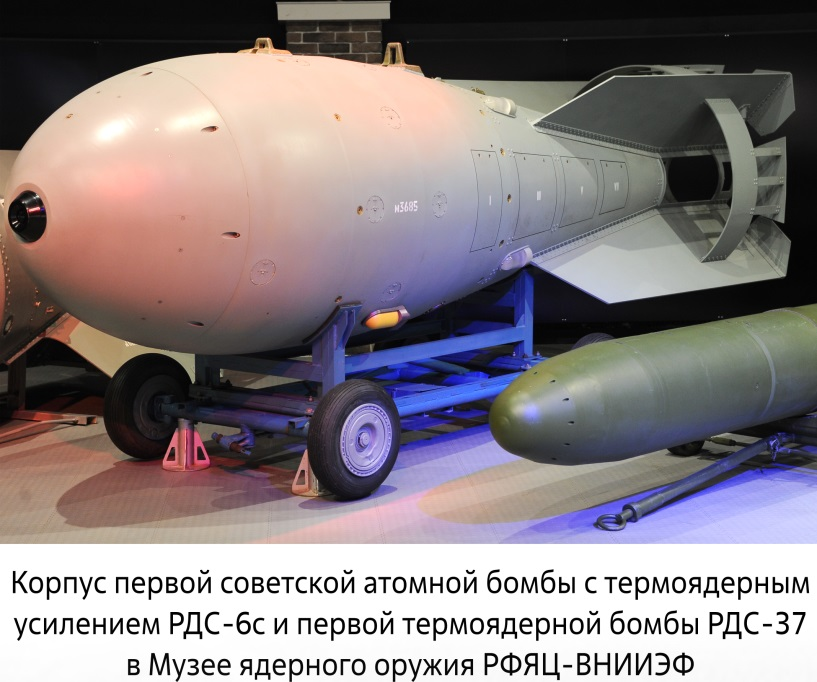 м3685
Корпус первой советской атомной бомбы с термоядерным
усилением РДС-6с и первой термоядерной бомбы РДС-37
в Музее ядерного оружия РФЯЦ-ВНИИЭФ